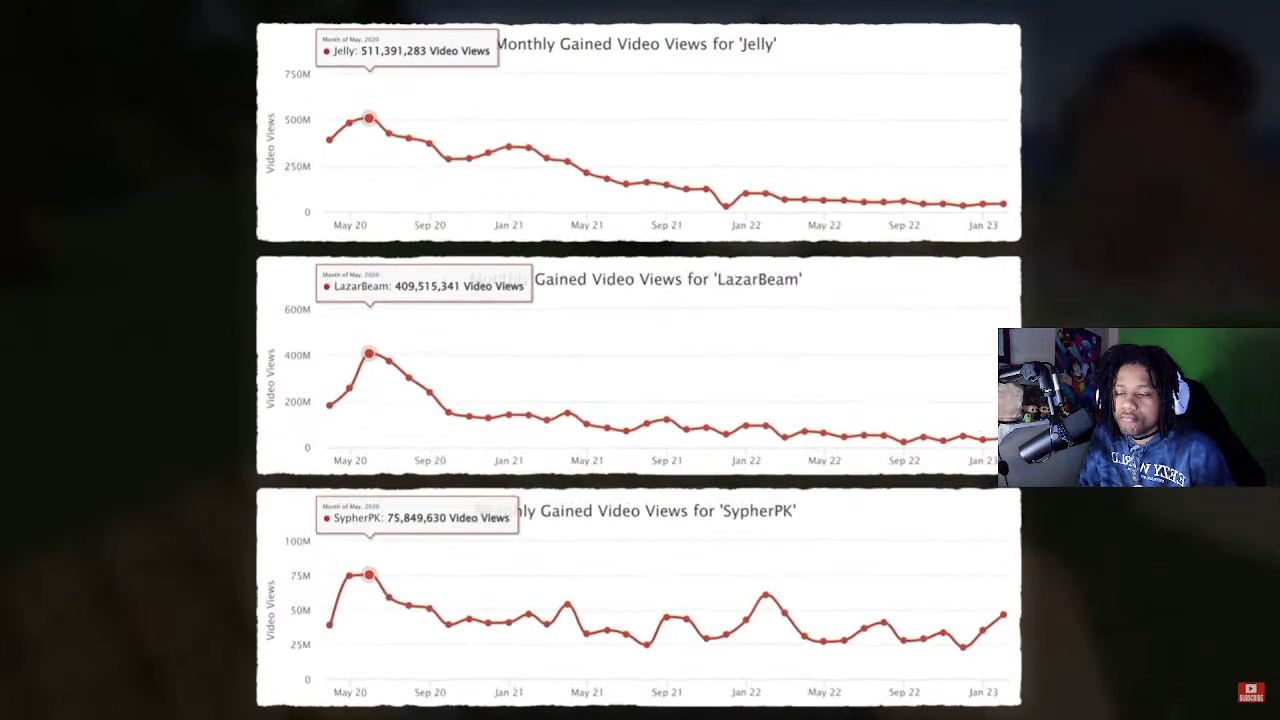 Monthly Gained Video Views for 'Jelly'
Month of May, 2020
Jelly: 511,391,283 Video Views
750M
500M
250M
0
Video Views
May 20 Sep 20 Jan 21 May 21 Sep 21 Jan 22 May 22 Sep 22 Jan 23
Gained Video Views for 'LazarBeam'
Month of May, 2020
LazarBeam: 409,515,341 Video Views
600M
400M
200M
0
Video Views
May 20 Sep 20 Jan 21 May 21 Sep 21 Jan 22 May 22 Sep 22 Jan 23
Gained Video Views for 'SypherPK'
Month of May, 2020
SypherPK: 75,849,630 Video Views
100M
75M
50M
25M
0
Video Views
May 20 Sep 20 Jan 21 May 21 Sep 21 Jan 22 May 22 Sep 22 Jan 23
SUBSCRIBE